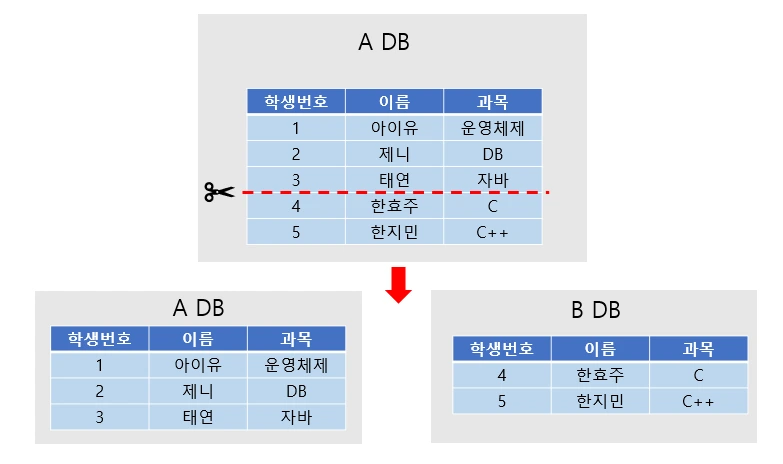 A DB
학생번호 이름 과목
1 아이유 운영체제
2 제니 DB
3 태연 자바
4 한효주 C
5 한지민 C++
A DB
학생번호 이름 과목
1 아이유 운영체제
2 제니 DB
3 태연 자바
B DB
학생번호 이름 과목
4 한효주 C
5 한지민 C++